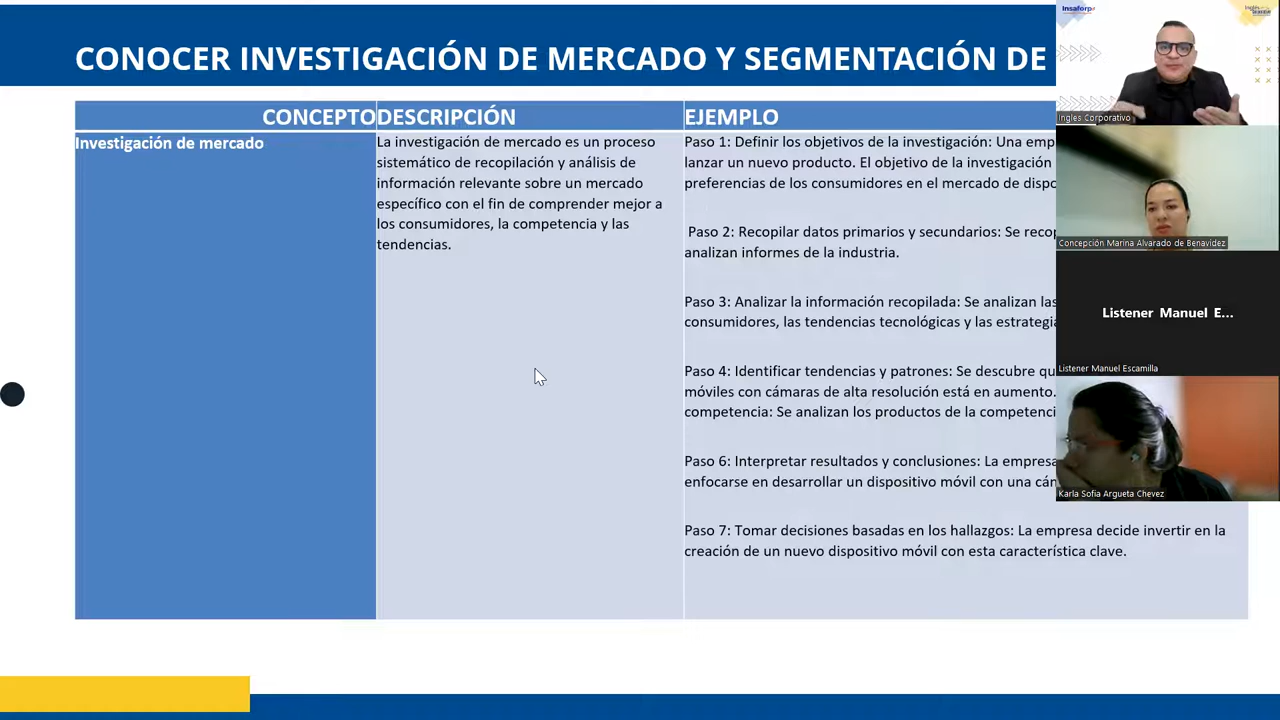 CONOCER INVESTIGACIÓN DE MERCADO Y SEGMENTACIÓN DE
CONCEPTO DESCRIPCIÓN EJEMPLO
Investigación de mercado
La investigación de mercado es un proceso
sistemático de recopilación y análisis de
información relevante sobre un mercado
específico con el fin de comprender mejor a
los consumidores, la competencia y las
tendencias.
Paso 1: Definir los objetivos de la investigación: Una emp
lanzar un nuevo producto. El objetivo de la investigación
preferencias de los consumidores en el mercado de dispo
Paso 2: Recopilar datos primarios y secundarios: Se recop
analizan informes de la industria.
Paso 3: Analizar la información recopilada: Se analizan las
consumidores, las tendencias tecnológicas y las estrategia
Paso 4: Identificar tendencias y patrones: Se descubre qu
móviles con cámaras de alta resolución está en aumento.
competencia: Se analizan los productos de la competenci
Paso 6: Interpretar resultados y conclusiones: La empresa
enfocarse en desarrollar un dispositivo móvil con una cám
Paso 7: Tomar decisiones basadas en los hallazgos: La empresa decide invertir en la
creación de un nuevo dispositivo móvil con esta característica clave.
Insaforp
Ingles Corporativo
Concepción Marina Alvarado de Benavidez
Listener Manuel E...
Listener Manuel Escamilla
Karla Sofia Argueta Chevez